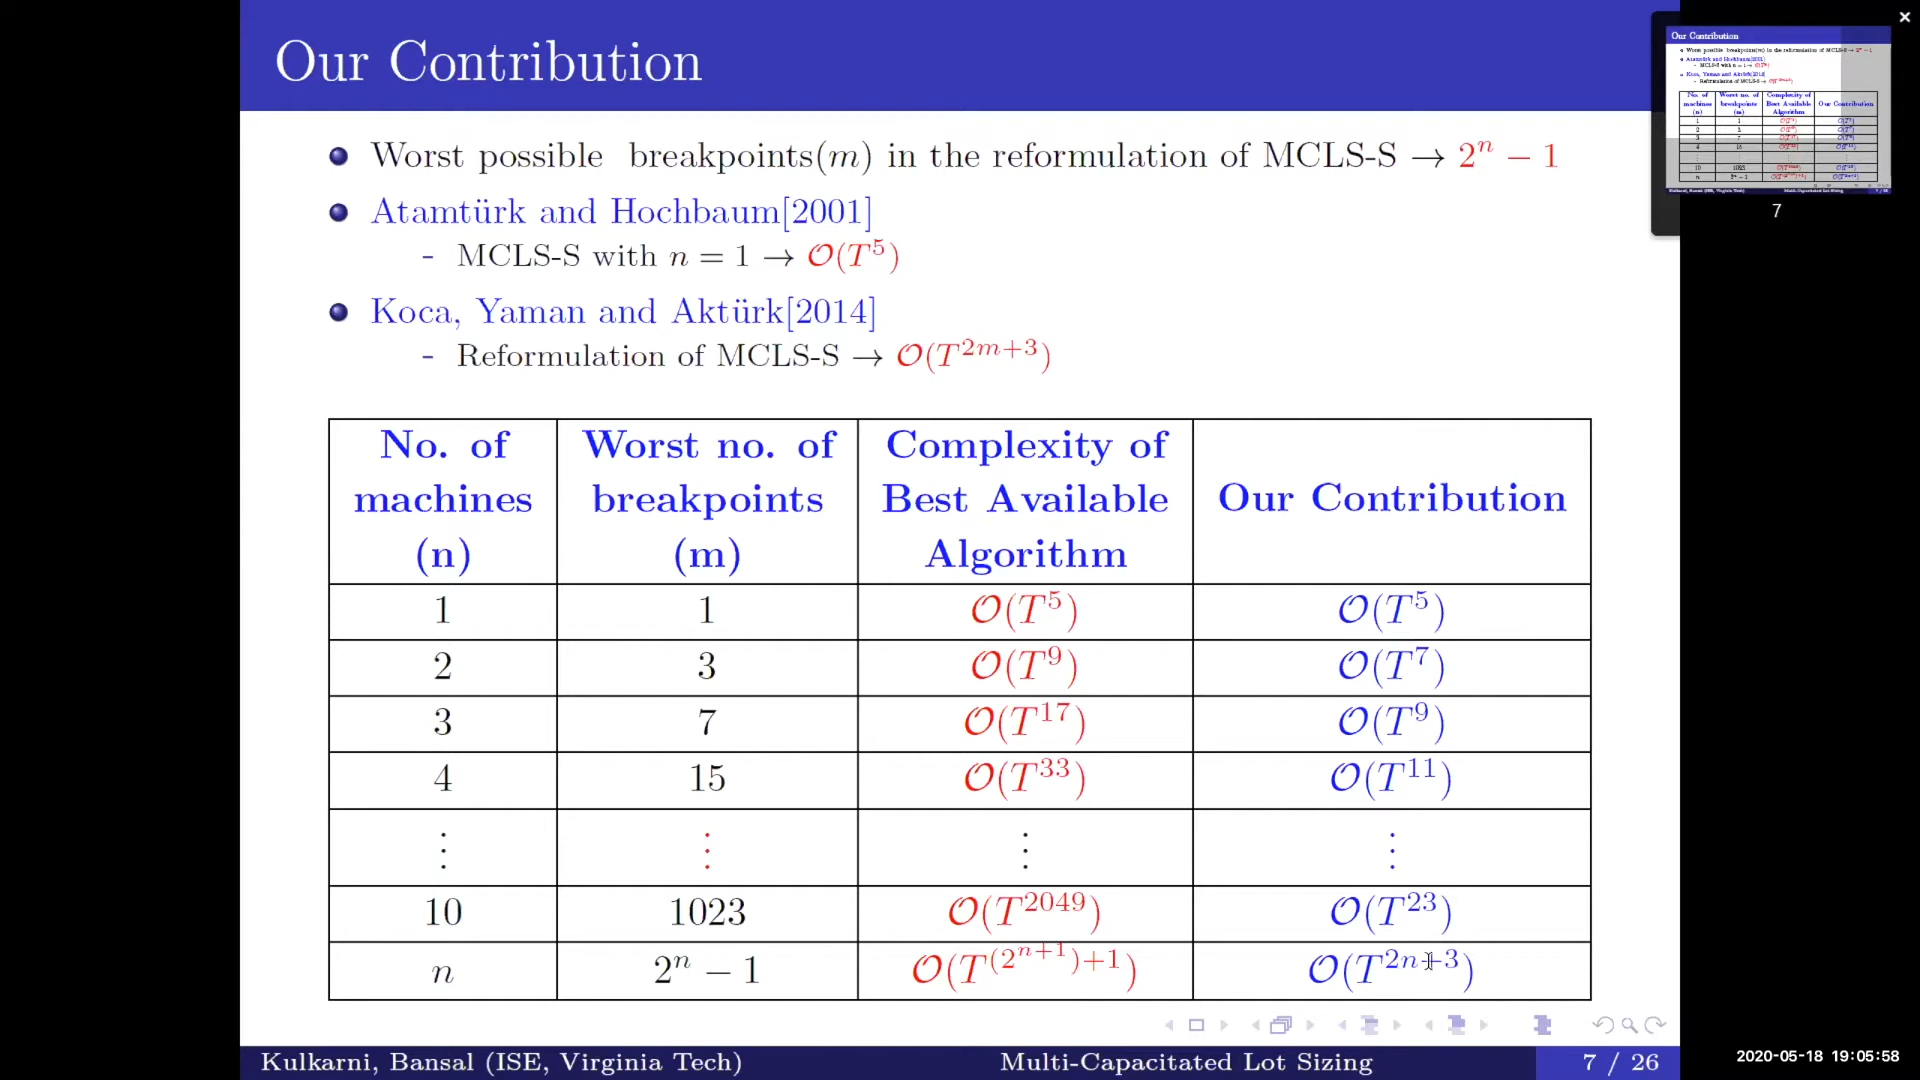 Our Contribution
Worst possible breakpoints(m) in the reformulation of MCLS-S → 2^n − 1
Atamtürk and Hochbaum[2001]
- MCLS-S with n = 1 → O(T^5)
Koca, Yaman and Aktürk[2014]
- Reformulation of MCLS-S → O(T^{2m+3})
No. of machines (n) Worst no. of breakpoints (m) Complexity of Best Available Algorithm Our Contribution
1 1 O(T^5) O(T^5)
2 3 O(T^9) O(T^7)
3 7 O(T^{17}) O(T^9)
4 15 O(T^{33}) O(T^{11})
⋮ ⋮ ⋮ ⋮
10 1023 O(T^{2049}) O(T^{23})
n 2^n − 1 O(T^{(2^{n+1})+1}) O(T^{2n+3})
Kulkarni, Bansal (ISE, Virginia Tech) Multi-Capacitated Lot Sizing 7 / 26
7
2020-05-18 19:05:58